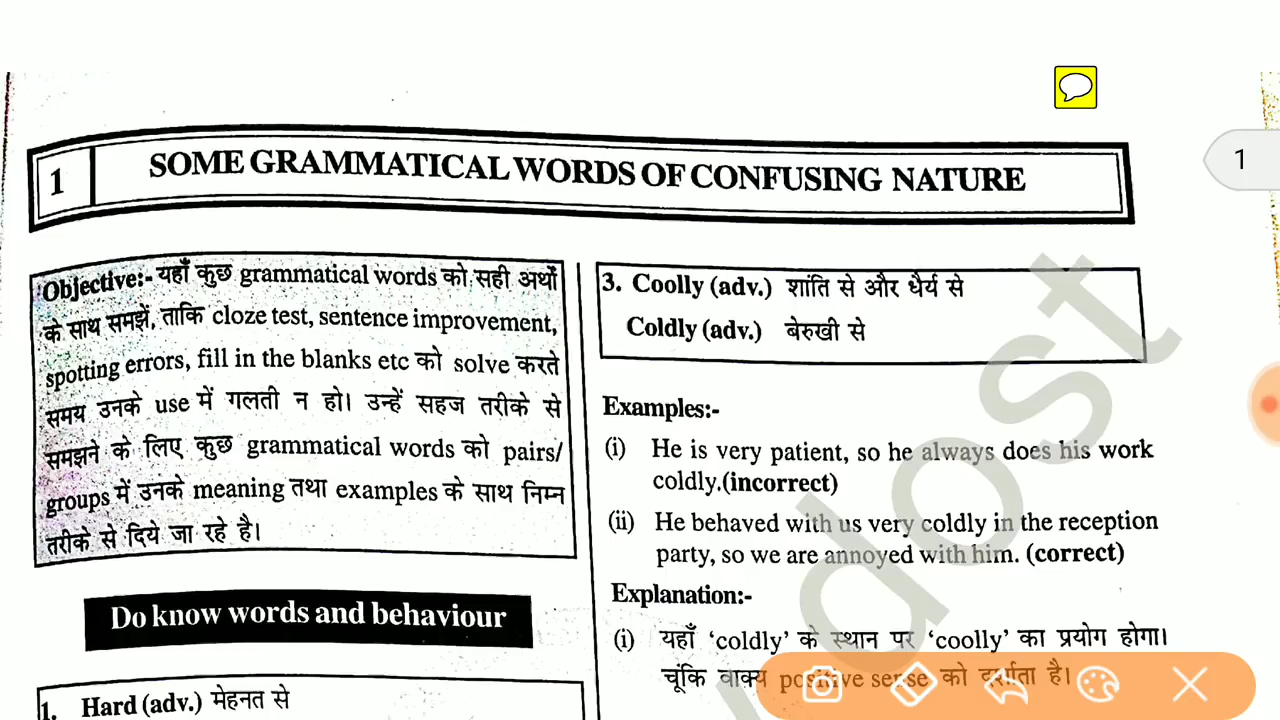 1
1 SOME GRAMMATICAL WORDS OF CONFUSING NATURE
Objective:- यहाँ कुछ grammatical words को सही अर्थों
के साथ समझें, ताकि cloze test, sentence improvement,
spotting errors, fill in the blanks etc को solve करते
समय उनके use में गलती न हो। उन्हें सहज तरीके से
समझने के लिए कुछ grammatical words को pairs/
groups में उनके meaning तथा examples के साथ निम्न
तरीके से दिये जा रहे है।
Do know words and behaviour
1. Hard (adv.) मेहनत से
3. Coolly (adv.) शांति से और धैर्य से
Coldly (adv.) बेरुखी से
Examples:-
(i) He is very patient, so he always does his work
coldly.(incorrect)
(ii) He behaved with us very coldly in the reception
party, so we are annoyed with him. (correct)
Explanation:-
(i) यहाँ ‘coldly’ के स्थान पर ‘coolly’ का प्रयोग होगा।
चूंकि वाक्य positive sense को दर्शाता है।
dost